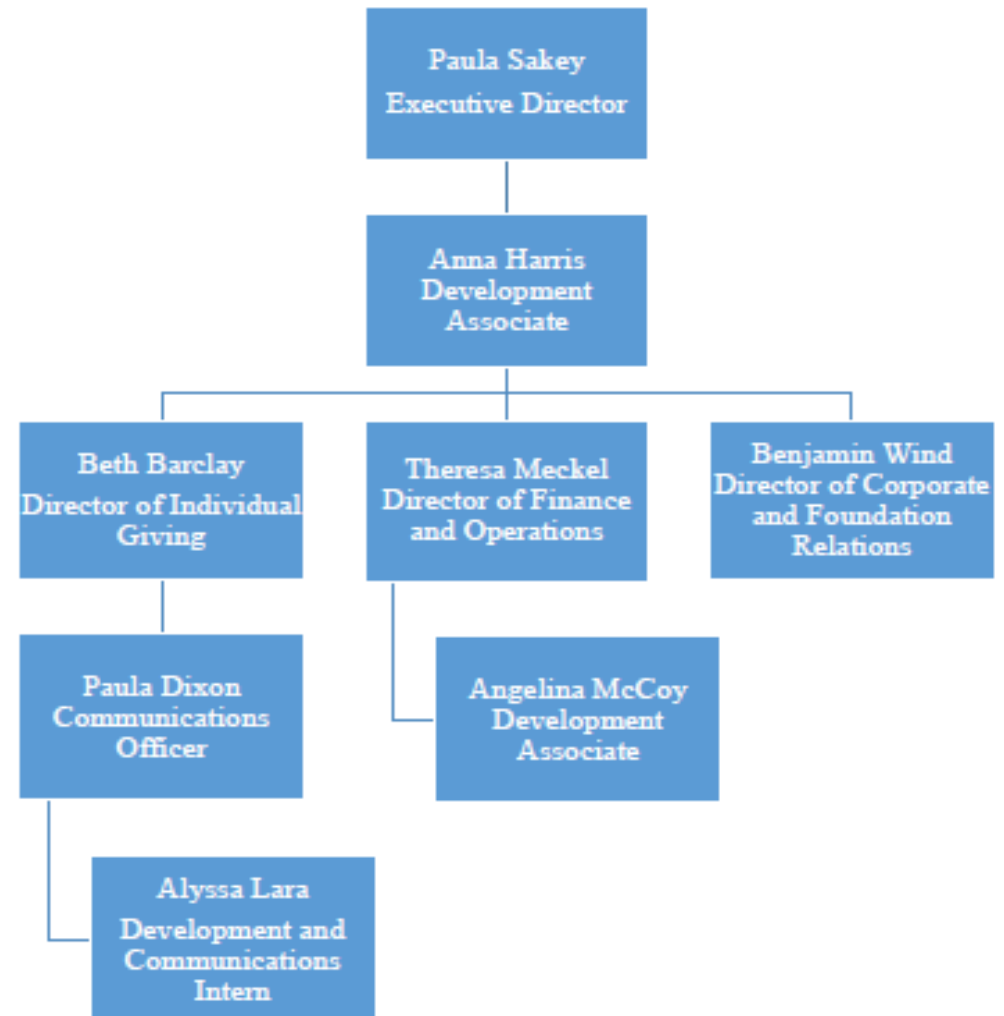 Paula Sakey
Executive Director
Anna Harris
Development
Associate
Beth Barclay
Director of Individual
Giving
Theresa Meckel
Director of Finance
and Operations
Benjamin Wind
Director of Corporate
and Foundation
Relations
Paula Dixon
Communications
Officer
Angelina McCoy
Development
Associate
Alyssa Lara
Development and
Communications
Intern